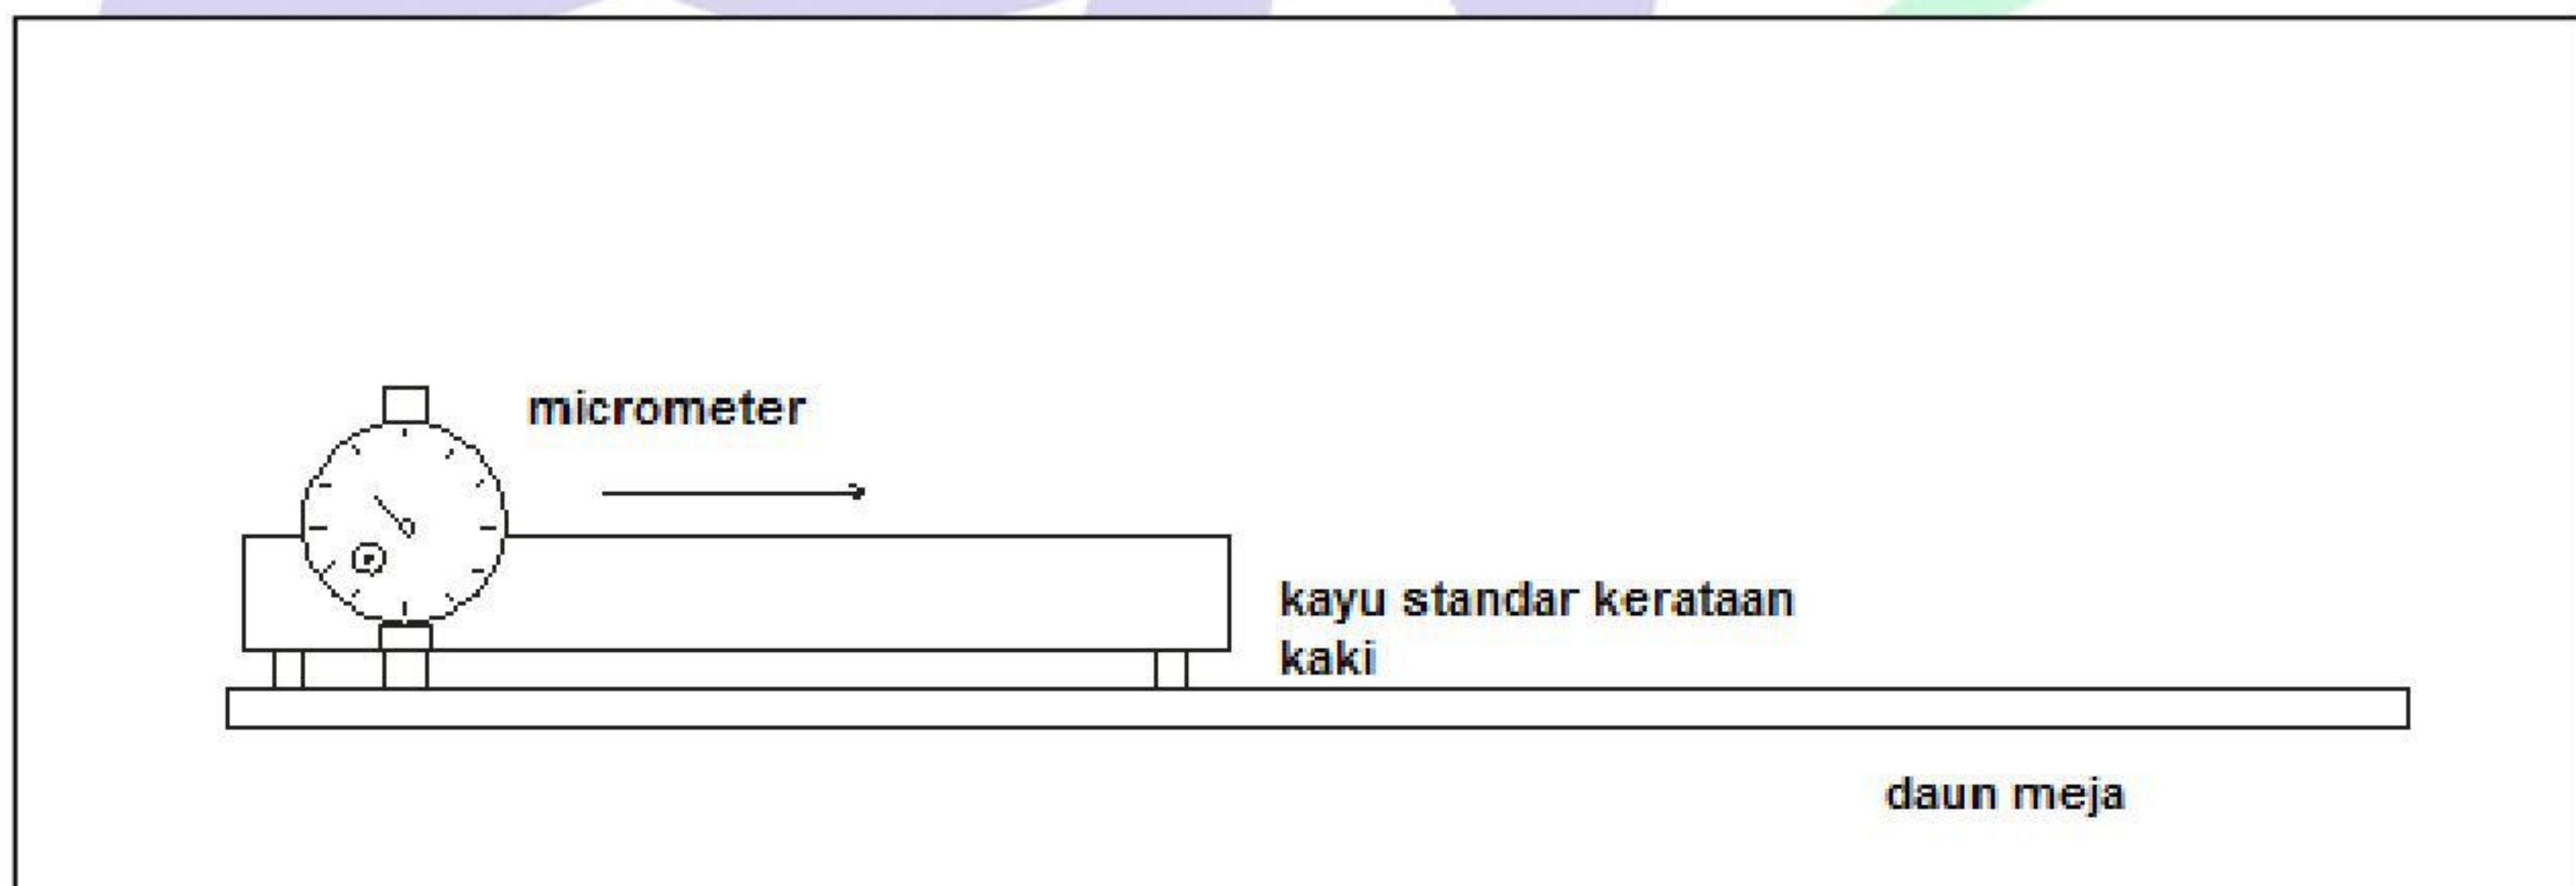 micrometer
kayu standar kerataan
kaki
daun meja